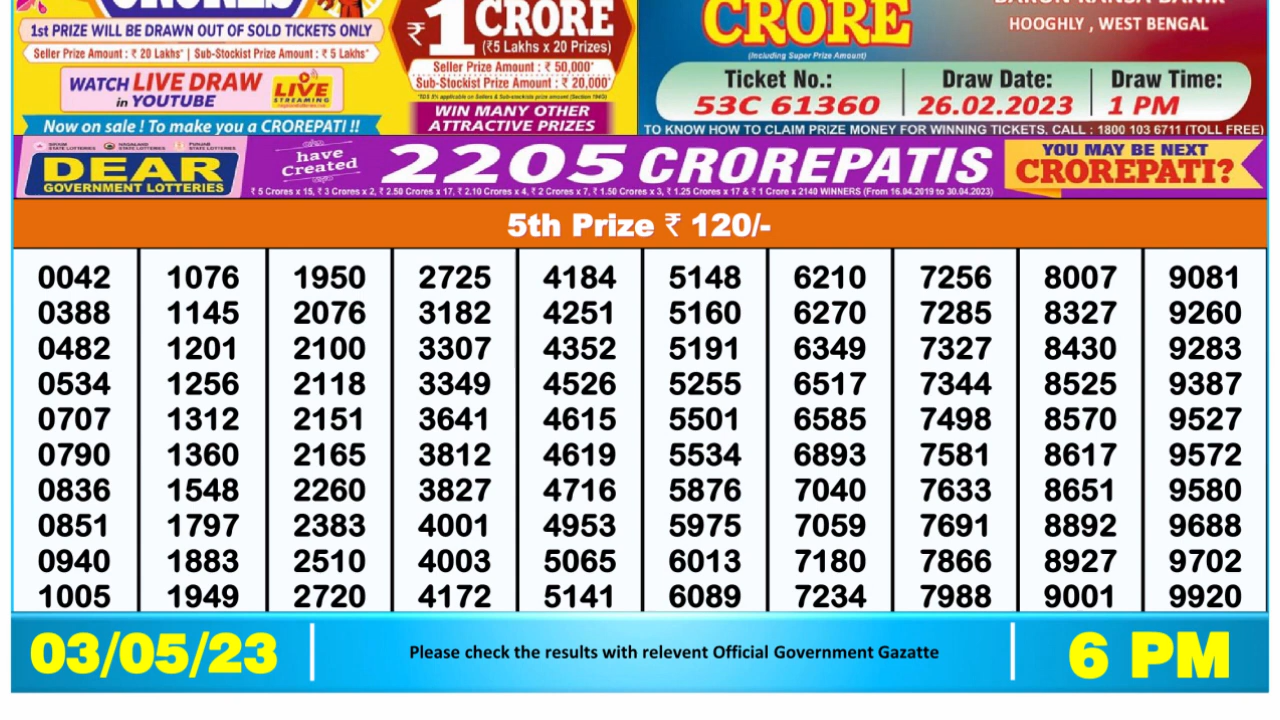 CRORES
1st PRIZE WILL BE DRAWN OUT OF SOLD TICKETS ONLY
Seller Prize Amount : ₹ 20 Lakhs* | Sub-Stockist Prize Amount : ₹ 5 Lakhs*
WATCH LIVE DRAW
in YOUTUBE
LIVE
STREAMING
Now on sale ! To make you a CROREPATI !!
₹1 CRORE
(₹5 Lakhs x 20 Prizes)
Seller Prize Amount : ₹ 50,000*
Sub-Stockist Prize Amount : ₹ 20,000*
WIN MANY OTHER
ATTRACTIVE PRIZES
CRORE
(Including Super Prize Amount)
HOOGHLY , WEST BENGAL
Ticket No.: Draw Date: Draw Time:
53C 61360 26.02.2023 1 PM
TO KNOW HOW TO CLAIM PRIZE MONEY FOR WINNING TICKETS, CALL : 1800 103 6711 (TOLL FREE)
DEAR
GOVERNMENT LOTTERIES
have
created
2205 CROREPATIS
₹ 5 Crores x 15, ₹ 3 Crores x 2, ₹ 2.50 Crores x 17, ₹ 2.10 Crores x 4, ₹ 2 Crores x 7, ₹ 1.50 Crores x 3, ₹ 1.25 Crores x 17 & ₹ 1 Crore x 2140 WINNERS (From 16.04.2019 to 30.04.2023)
YOU MAY BE NEXT
CROREPATI?
5th Prize ₹ 120/-
0042 1076 1950 2725 4184 5148 6210 7256 8007 9081
0388 1145 2076 3182 4251 5160 6270 7285 8327 9260
0482 1201 2100 3307 4352 5191 6349 7327 8430 9283
0534 1256 2118 3349 4526 5255 6517 7344 8525 9387
0707 1312 2151 3641 4615 5501 6585 7498 8570 9527
0790 1360 2165 3812 4619 5534 6893 7581 8617 9572
0836 1548 2260 3827 4716 5876 7040 7633 8651 9580
0851 1797 2383 4001 4953 5975 7059 7691 8892 9688
0940 1883 2510 4003 5065 6013 7180 7866 8927 9702
1005 1949 2720 4172 5141 6089 7234 7988 9001 9920
03/05/23 Please check the results with relevent Official Government Gazatte 6 PM